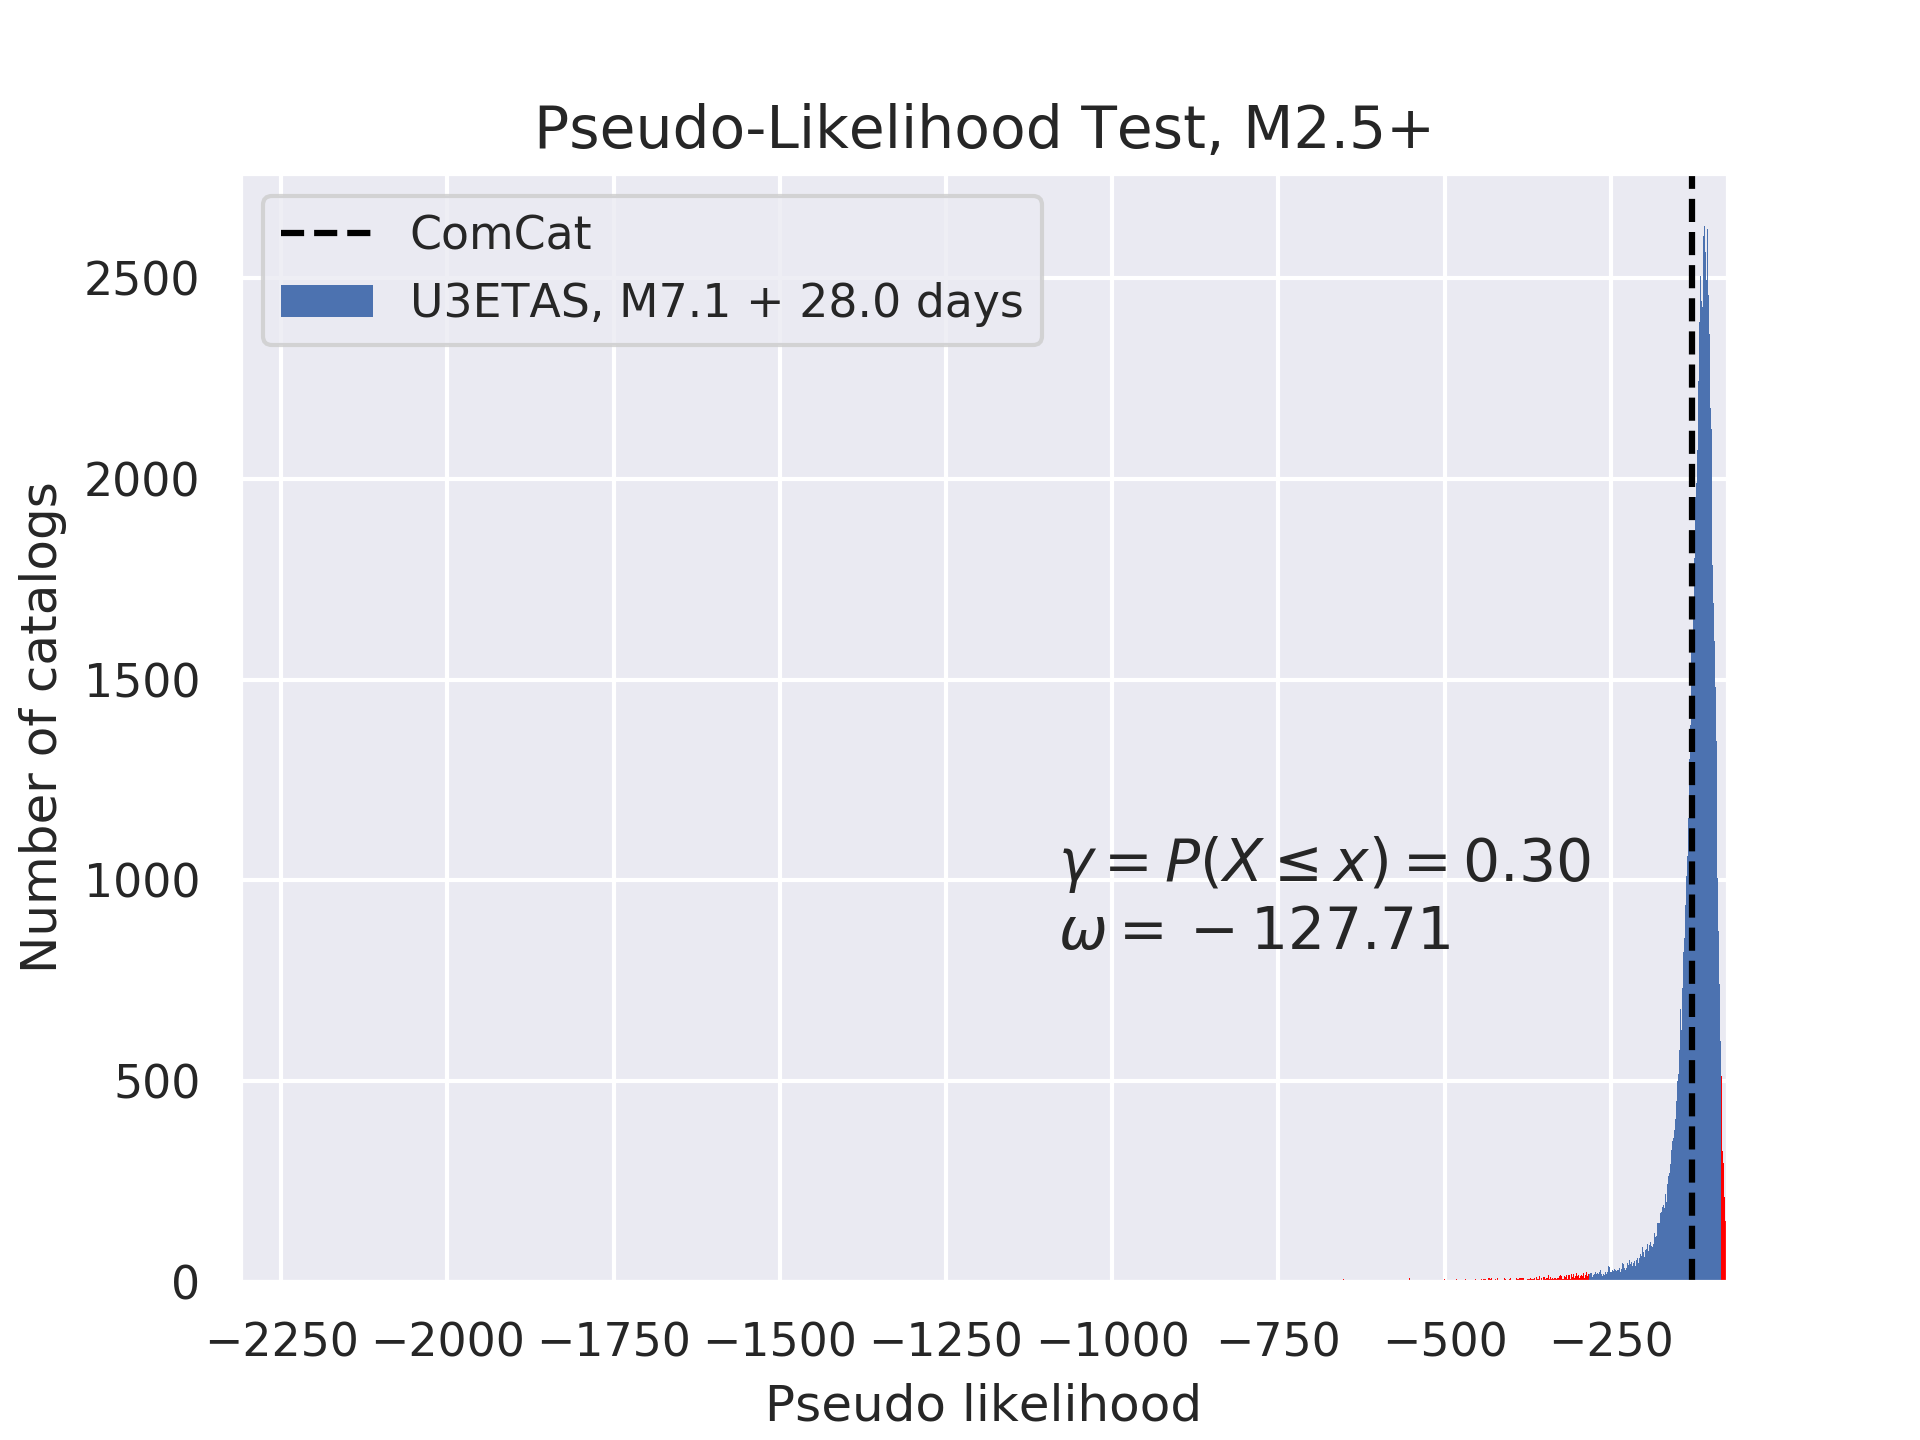 Pseudo-Likelihood Test, M2.5+
ComCat
U3ETAS, M7.1 + 28.0 days
2500
2000
1500
1000
500
0
Number of catalogs
γ = P(X ≤ x) = 0.30
ω = −127.71
−2250 −2000 −1750 −1500 −1250 −1000 −750 −500 −250
Pseudo likelihood